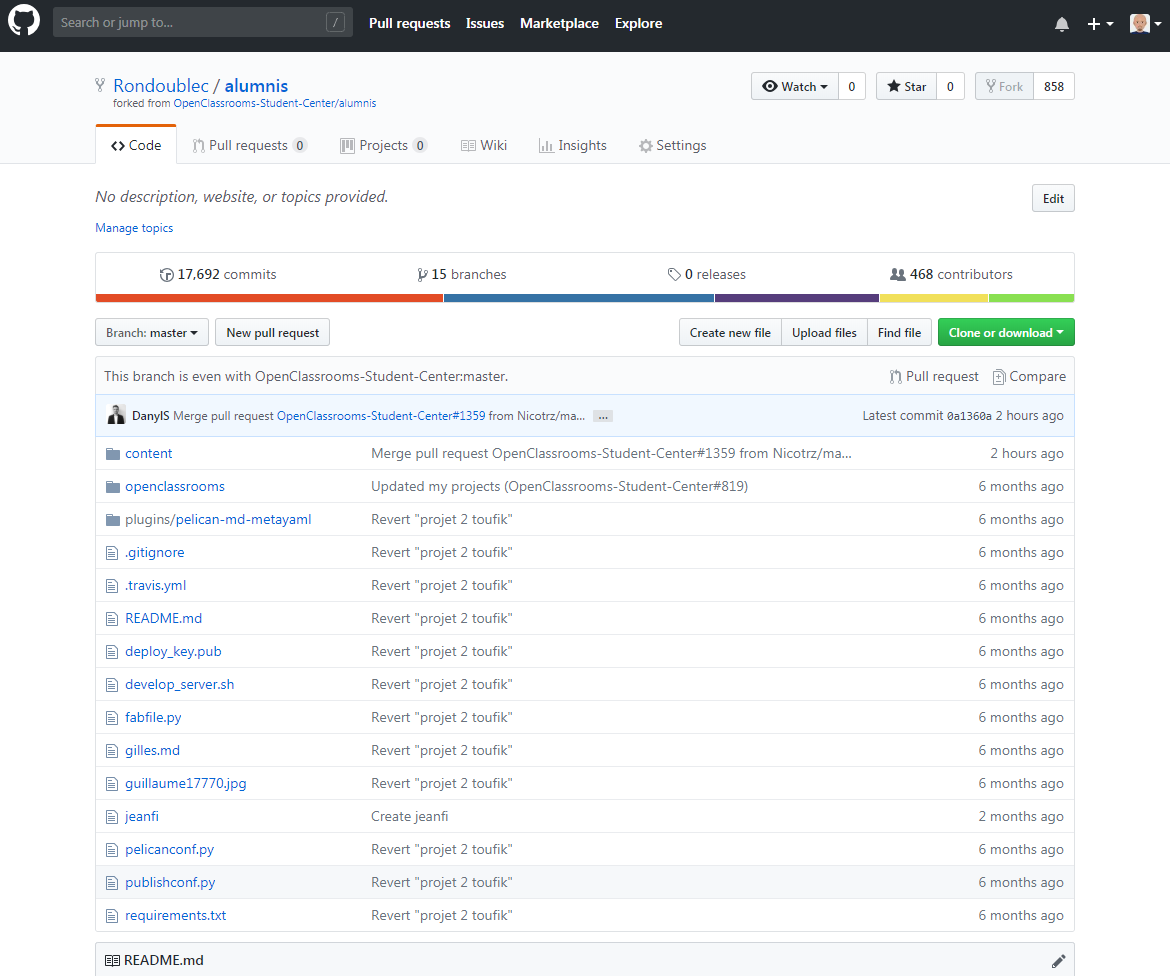 Search or jump to... / Pull requests Issues Marketplace Explore
Rondoublec / alumnis Watch 0 Star 0 Fork 858
forked from OpenClassrooms-Student-Center/alumnis
Code Pull requests 0 Projects 0 Wiki Insights Settings
No description, website, or topics provided. Edit
Manage topics
17,692 commits 15 branches 0 releases 468 contributors
Branch: master New pull request Create new file Upload files Find file Clone or download
This branch is even with OpenClassrooms-Student-Center:master. Pull request Compare
DanylS Merge pull request OpenClassrooms-Student-Center#1359 from Nicotrz/ma... ... Latest commit 0a1360a 2 hours ago
content Merge pull request OpenClassrooms-Student-Center#1359 from Nicotrz/ma... 2 hours ago
openclassrooms Updated my projects (OpenClassrooms-Student-Center#819) 6 months ago
plugins/pelican-md-metayaml Revert "projet 2 toufik" 6 months ago
.gitignore Revert "projet 2 toufik" 6 months ago
.travis.yml Revert "projet 2 toufik" 6 months ago
README.md Revert "projet 2 toufik" 6 months ago
deploy_key.pub Revert "projet 2 toufik" 6 months ago
develop_server.sh Revert "projet 2 toufik" 6 months ago
fabfile.py Revert "projet 2 toufik" 6 months ago
gilles.md Revert "projet 2 toufik" 6 months ago
guillaume17770.jpg Revert "projet 2 toufik" 6 months ago
jeanfi Create jeanfi 2 months ago
pelicanconf.py Revert "projet 2 toufik" 6 months ago
publishconf.py Revert "projet 2 toufik" 6 months ago
requirements.txt Revert "projet 2 toufik" 6 months ago
README.md